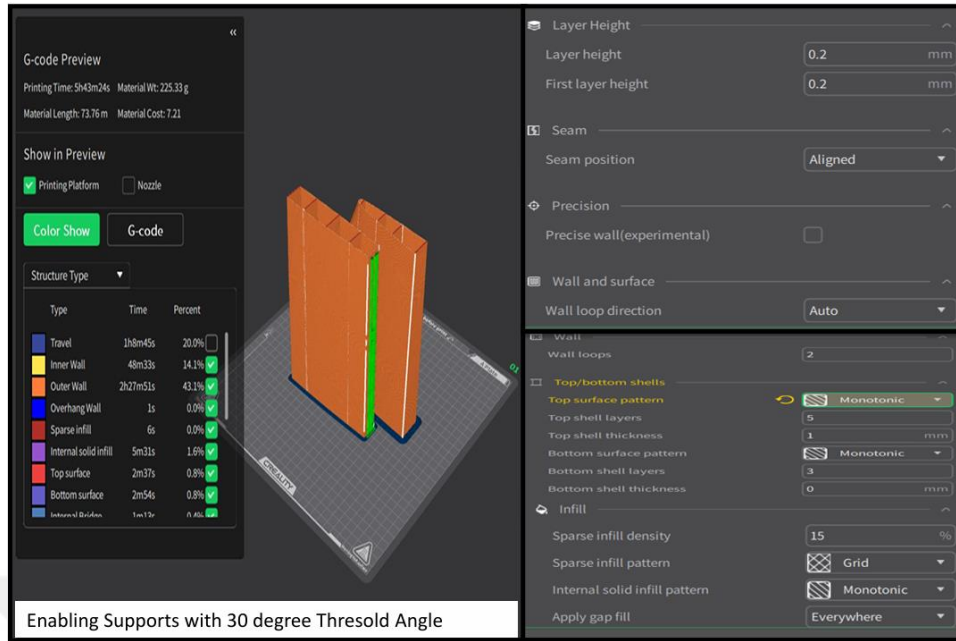 «
G-code Preview
Printing Time: 5h43m24s Material Wt: 225.33 g
Material Length: 73.76 m Material Cost: 7.21
Show in Preview
Printing Platform Nozzle
Color Show G-code
Structure Type
Type Time Percent
Travel 1h8m45s 20.0%
Inner Wall 48m33s 14.1%
Outer Wall 2h27m51s 43.1%
Overhang Wall 1s 0.0%
Sparse infill 6s 0.0%
Internal solid infill 5m31s 1.6%
Top surface 2m37s 0.8%
Bottom surface 2m54s 0.8%
Internal Bridge 1m13s 0.4%
CREALITY
01
Enabling Supports with 30 degree Thresold Angle
Layer Height
Layer height 0.2 mm
First layer height 0.2 mm
Seam
Seam position Aligned
Precision
Precise wall(experimental)
Wall and surface
Wall loop direction Auto
Wall
Wall loops 2
Top/bottom shells
Top surface pattern Monotonic
Top shell layers 5
Top shell thickness 1 mm
Bottom surface pattern Monotonic
Bottom shell layers 3
Bottom shell thickness 0 mm
Infill
Sparse infill density 15 %
Sparse infill pattern Grid
Internal solid infill pattern Monotonic
Apply gap fill Everywhere